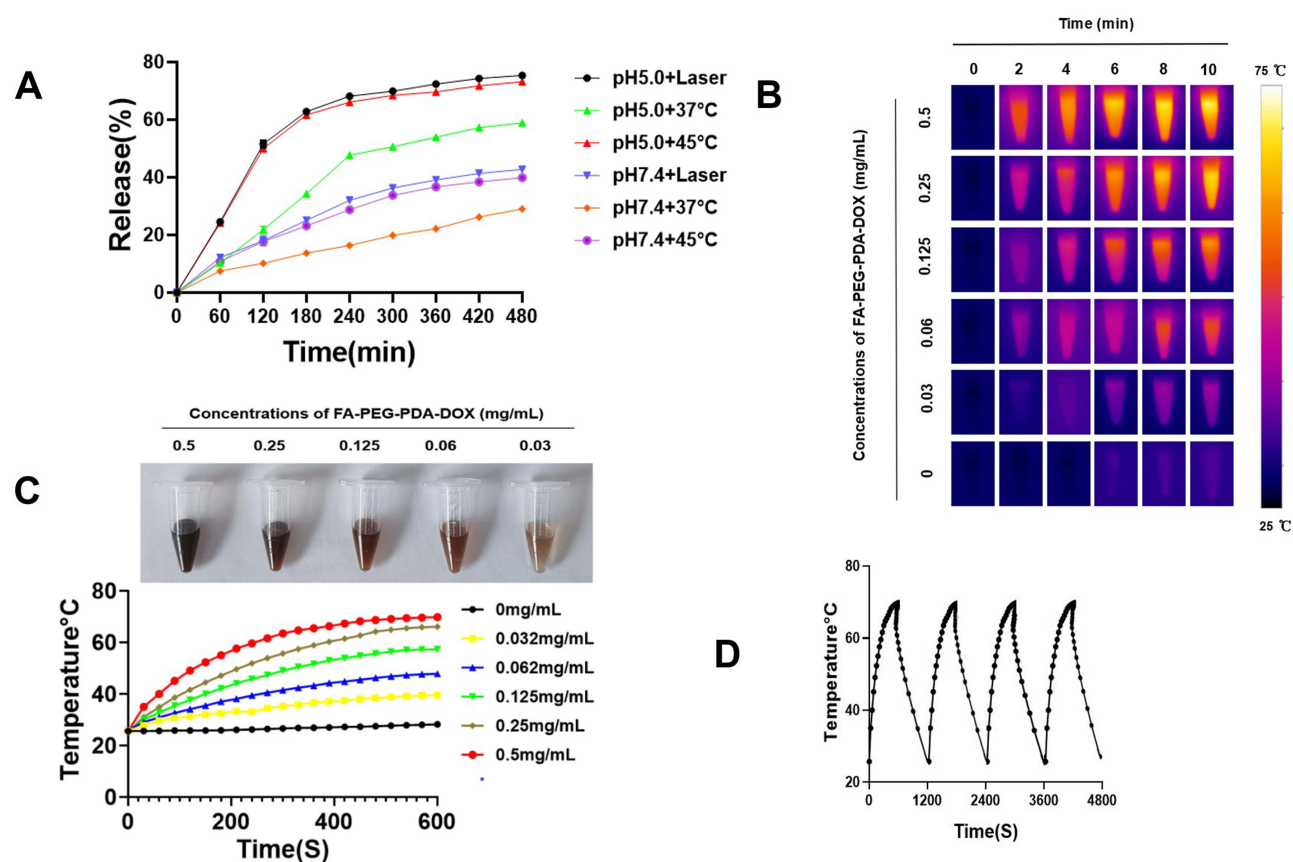 A
80
60
40
20
0
Release(%)
0 60 120 180 240 300 360 420 480
Time(min)
pH5.0+Laser
pH5.0+37°C
pH5.0+45°C
pH7.4+Laser
pH7.4+37°C
pH7.4+45°C
B
Time (min)
0 2 4 6 8 10
Concentrations of FA-PEG-PDA-DOX (mg/mL)
0.5
0.25
0.125
0.06
0.03
0
75 ℃
25 ℃
C
Concentrations of FA-PEG-PDA-DOX (mg/mL)
0.5 0.25 0.125 0.06 0.03
80
60
40
20
0
Temperature°C
0 200 400 600
Time(S)
0mg/mL
0.032mg/mL
0.062mg/mL
0.125mg/mL
0.25mg/mL
0.5mg/mL
D
80
60
40
20
Temperature°C
0 1200 2400 3600 4800
Time(S)